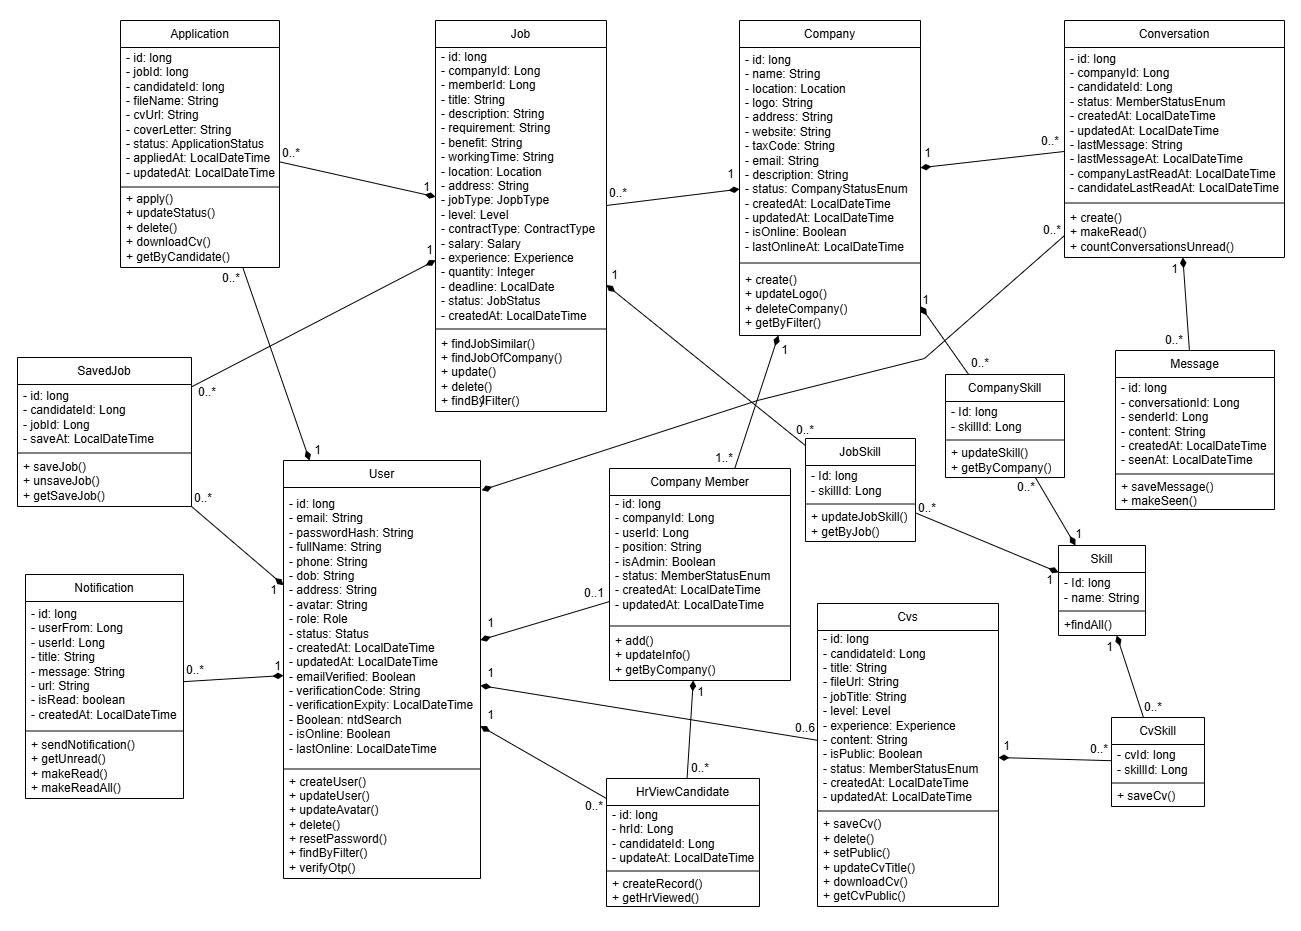 Application
- id: long
- jobId: long
- candidateId: long
- fileName: String
- cvUrl: String
- coverLetter: String
- status: ApplicationStatus
- appliedAt: LocalDateTime
- updatedAt: LocalDateTime
+ apply()
+ updateStatus()
+ delete()
+ downloadCv()
+ getByCandidate()
0..*
1
0..*
1
Job
- id: long
- companyId: Long
- memberId: Long
- title: String
- description: String
- requirement: String
- benefit: String
- workingTime: String
- location: Location
- address: String
- jobType: JopbType
- level: Level
- contractType: ContractType
- salary: Salary
- experience: Experience
- quantity: Integer
- deadline: LocalDate
- status: JobStatus
- createdAt: LocalDateTime
+ findJobSimilar()
+ findJobOfCompany()
+ update()
+ delete()
+ findByFilter()
1
0..*
1
1
0..*
Company
- id: long
- name: String
- location: Location
- logo: String
- address: String
- website: String
- taxCode: String
- email: String
- description: String
- status: CompanyStatusEnum
- createdAt: LocalDateTime
- updatedAt: LocalDateTime
- isOnline: Boolean
- lastOnlineAt: LocalDateTime
+ create()
+ updateLogo()
+ deleteCompany()
+ getByFilter()
1
0..*
1
0..*
1
1..*
Conversation
- id: long
- companyId: Long
- candidateId: Long
- status: MemberStatusEnum
- createdAt: LocalDateTime
- updatedAt: LocalDateTime
- lastMessage: String
- lastMessageAt: LocalDateTime
- companyLastReadAt: LocalDateTime
- candidateLastReadAt: LocalDateTime
+ create()
+ makeRead()
+ countConversationsUnread()
0..*
1
0..*
Message
- id: long
- conversationId: Long
- senderId: Long
- content: String
- createdAt: LocalDateTime
- seenAt: LocalDateTime
+ saveMessage()
+ makeSeen()
SavedJob
- id: long
- candidateId: Long
- jobId: Long
- saveAt: LocalDateTime
+ saveJob()
+ unsaveJob()
+ getSaveJob()
1
0..*
0..*
1
CompanySkill
- Id: long
- skillId: Long
+ updateSkill()
+ getByCompany()
0..*
1
JobSkill
- Id: long
- skillId: Long
+ updateJobSkill()
+ getByJob()
0..*
1
User
- id: long
- email: String
- passwordHash: String
- fullName: String
- phone: String
- dob: String
- address: String
- avatar: String
- role: Role
- status: Status
- createdAt: LocalDateTime
- updatedAt: LocalDateTime
- emailVerified: Boolean
- verificationCode: String
- verificationExpity: LocalDateTime
- Boolean: ntdSearch
- isOnline: Boolean
- lastOnline: LocalDateTime
+ createUser()
+ updateUser()
+ updateAvatar()
+ delete()
+ resetPassword()
+ findByFilter()
+ verifyOtp()
1
0..1
1
0..6
1
0..*
Company Member
- id: long
- companyId: Long
- userId: Long
- position: String
- isAdmin: Boolean
- status: MemberStatusEnum
- createdAt: LocalDateTime
- updatedAt: LocalDateTime
+ add()
+ updateInfo()
+ getByCompany()
1
0..*
Skill
- Id: long
- name: String
+findAll()
1
0..*
Notification
- id: long
- userFrom: Long
- userId: Long
- title: String
- message: String
- url: String
- isRead: boolean
- createdAt: LocalDateTime
+ sendNotification()
+ getUnread()
+ makeRead()
+ makeReadAll()
0..*
1
Cvs
- id: long
- candidateId: Long
- title: String
- fileUrl: String
- jobTitle: String
- level: Level
- experience: Experience
- content: String
- isPublic: Boolean
- status: MemberStatusEnum
- createdAt: LocalDateTime
- updatedAt: LocalDateTime
+ saveCv()
+ delete()
+ setPublic()
+ updateCvTitle()
+ downloadCv()
+ getCvPublic()
1
0..*
CvSkill
- cvId: long
- skillId: Long
+ saveCv()
HrViewCandidate
- id: long
- hrId: Long
- candidateId: Long
- updateAt: LocalDateTime
+ createRecord()
+ getHrViewed()